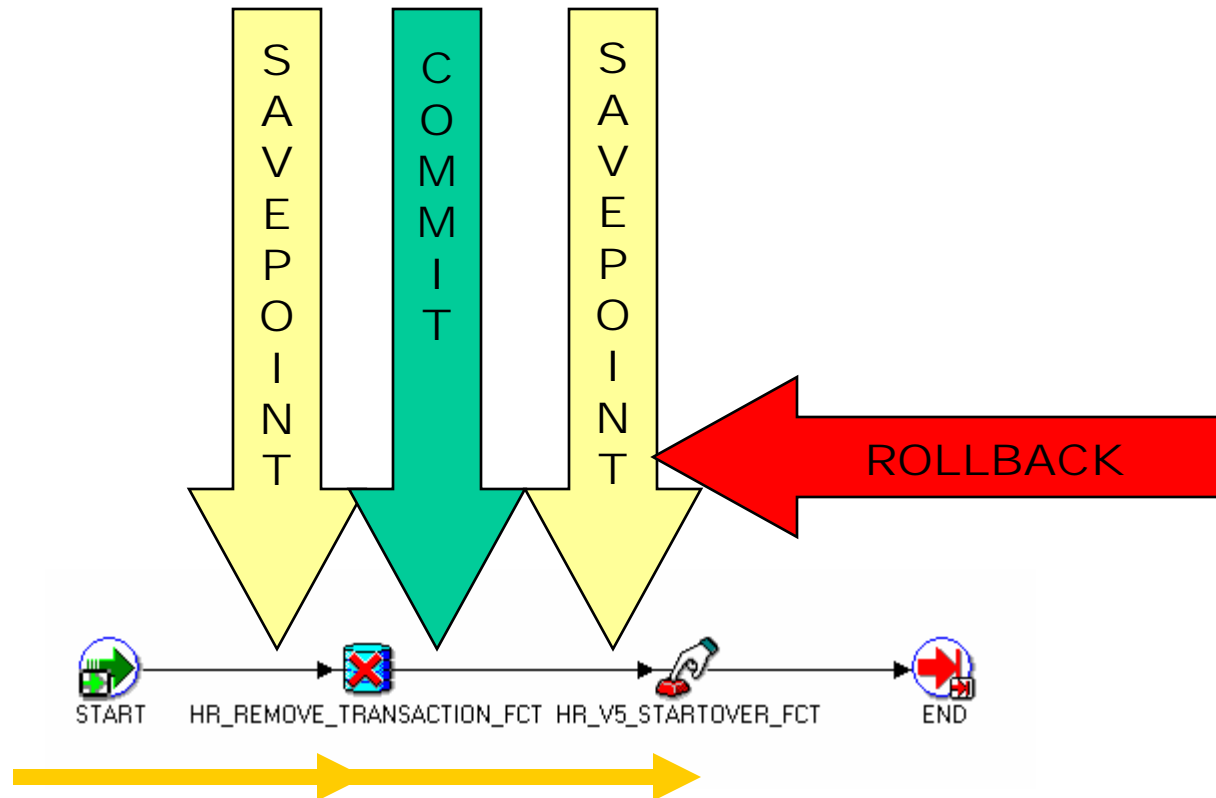 SAVEPOINT
COMMIT
SAVEPOINT
ROLLBACK
START
HR_REMOVE_TRANSACTION_FCT
HR_V5_STARTOVER_FCT
END